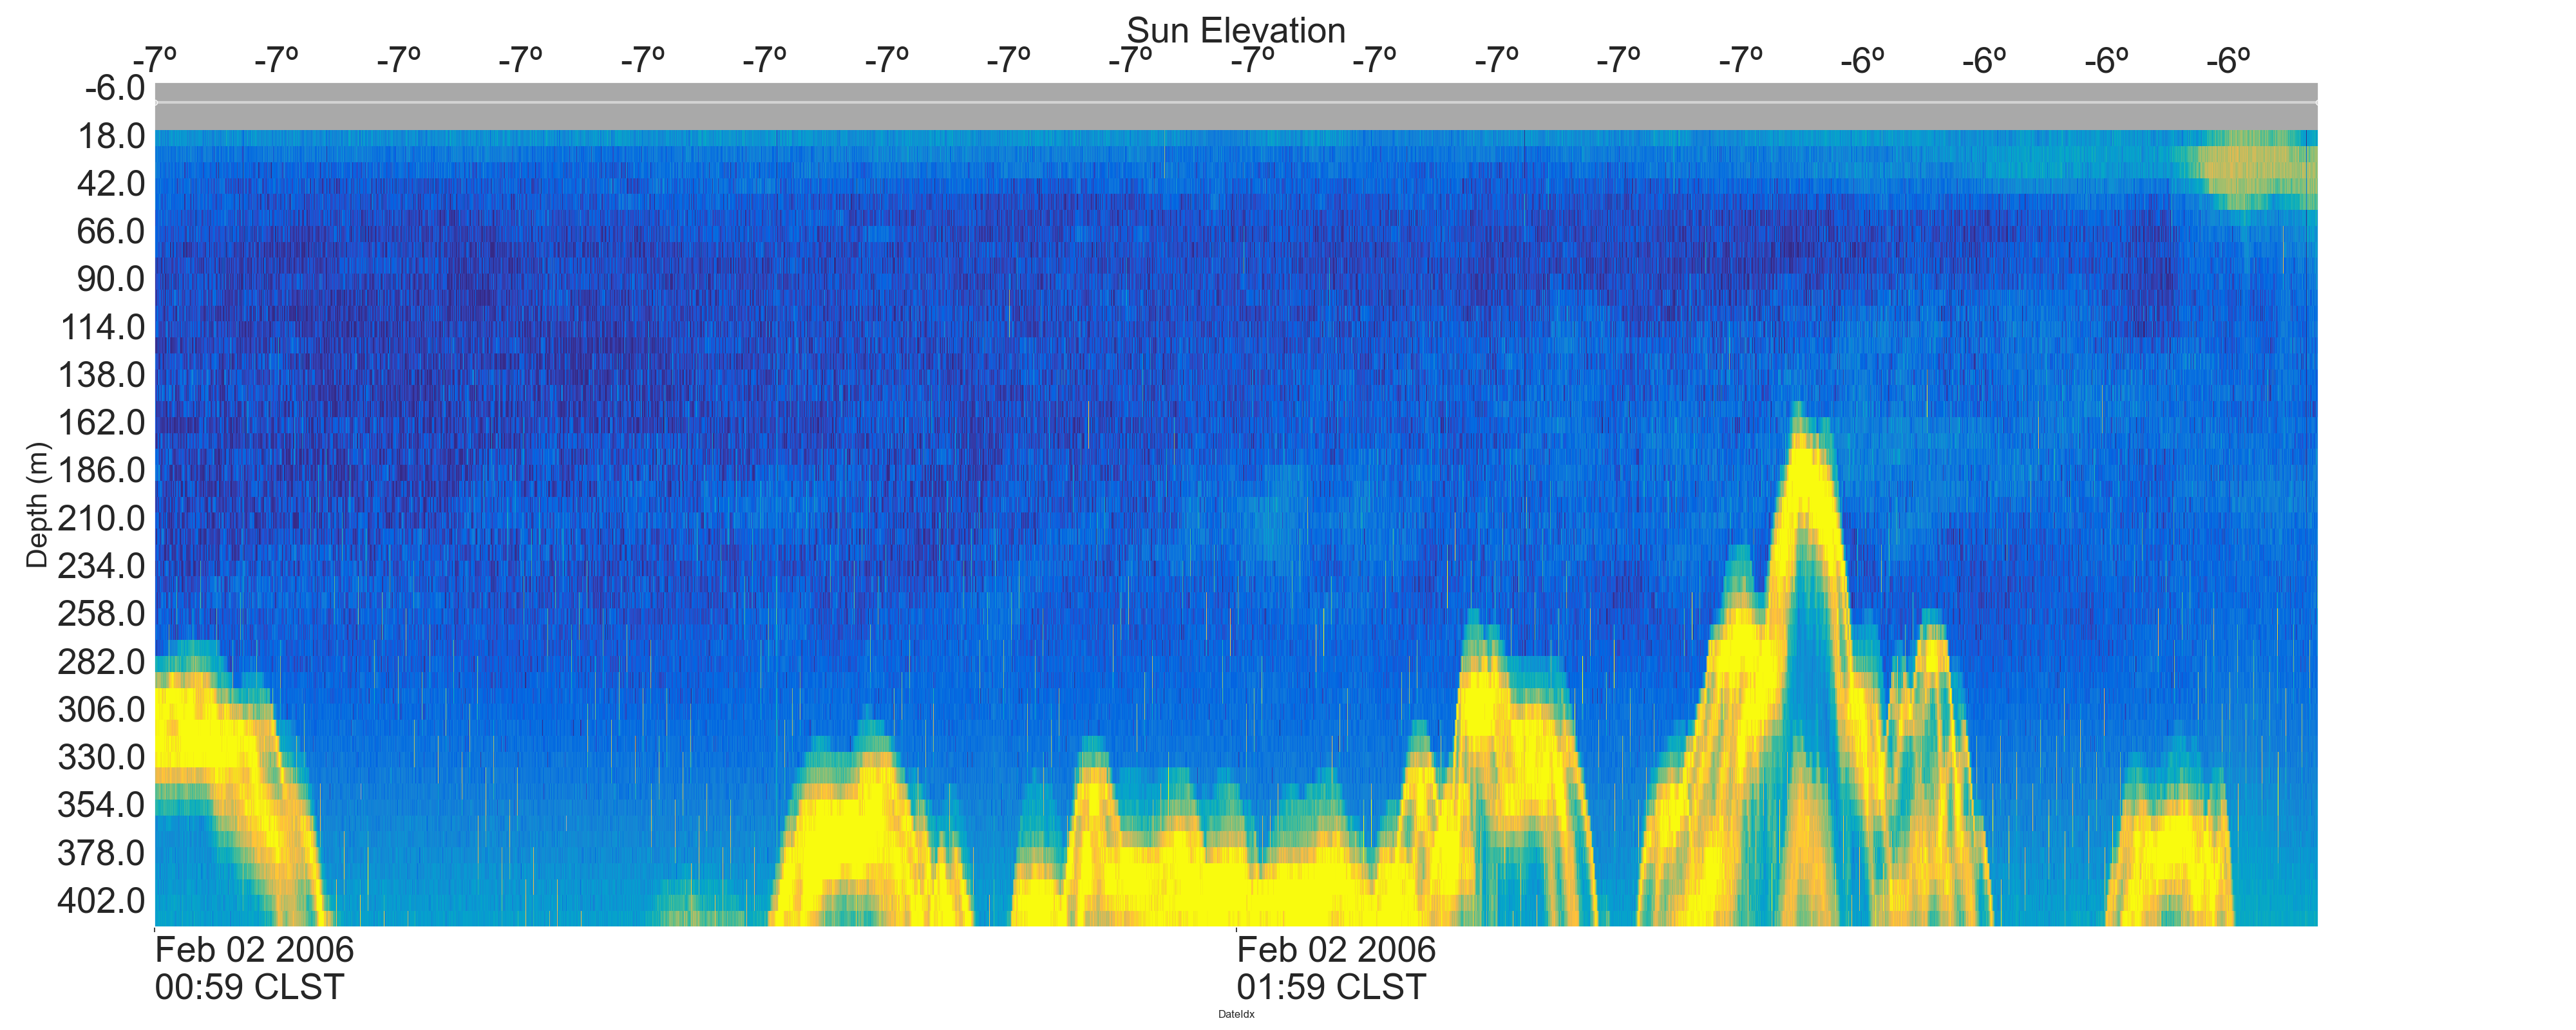 Sun Elevation
-7º -7º -7º -7º -7º -7º -7º -7º -7º -7º -7º -7º -7º -7º -6º -6º -6º -6º
-6.0
18.0
42.0
66.0
90.0
114.0
138.0
162.0
186.0
210.0
234.0
258.0
282.0
306.0
330.0
354.0
378.0
402.0
Depth (m)
Feb 02 2006
00:59 CLST
Feb 02 2006
01:59 CLST
DateIdx